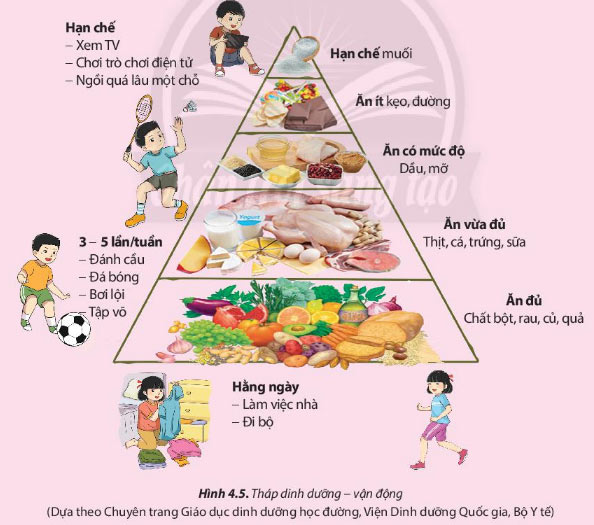 Hạn chế
– Xem TV
– Chơi trò chơi điện tử
– Ngồi quá lâu một chỗ
Hạn chế muối
Ăn ít kẹo, đường
Ăn có mức độ
Dầu, mỡ
Yogurt
Ăn vừa đủ
Thịt, cá, trứng, sữa
3 – 5 lần/tuần
– Đánh cầu
– Đá bóng
– Bơi lội
– Tập võ
Ăn đủ
Chất bột, rau, củ, quả
Hằng ngày
– Làm việc nhà
– Đi bộ
Hình 4.5. Tháp dinh dưỡng – vận động
(Dựa theo Chuyên trang Giáo dục dinh dưỡng học đường, Viện Dinh dưỡng Quốc gia, Bộ Y tế)